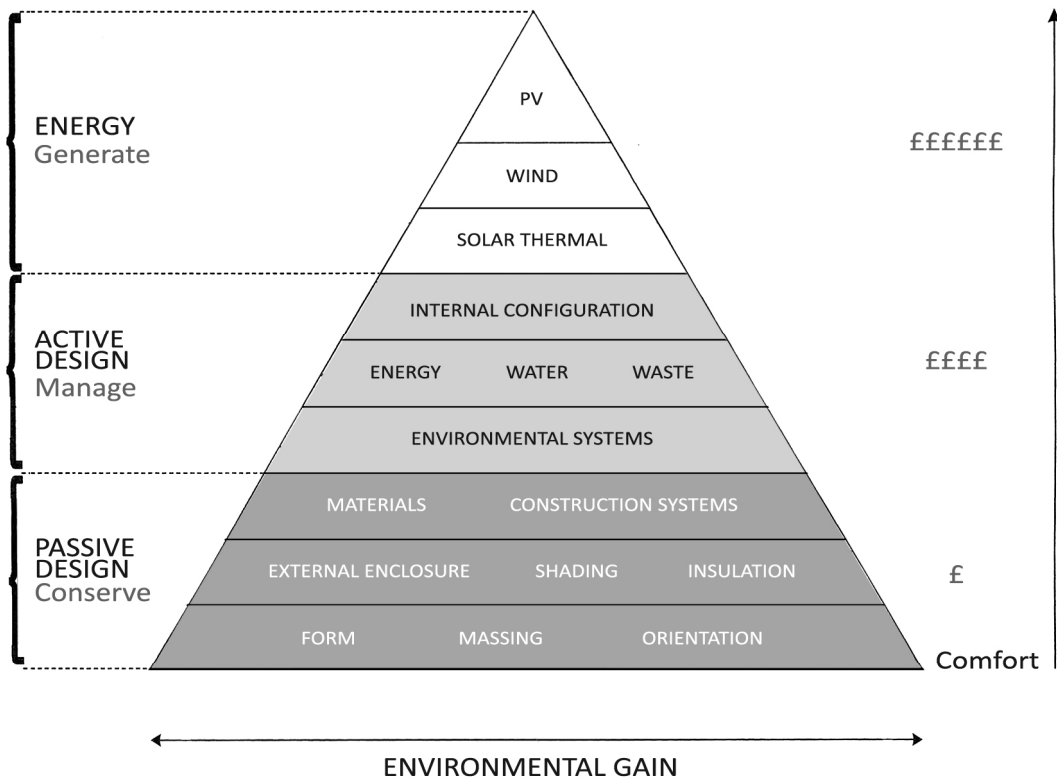 PV
ENERGY
Generate
££££££
WIND
SOLAR THERMAL
INTERNAL CONFIGURATION
ACTIVE
DESIGN
Manage
££££
ENERGY WATER WASTE
ENVIRONMENTAL SYSTEMS
MATERIALS CONSTRUCTION SYSTEMS
PASSIVE
DESIGN
Conserve
£
EXTERNAL ENCLOSURE SHADING INSULATION
FORM MASSING ORIENTATION
Comfort
ENVIRONMENTAL GAIN